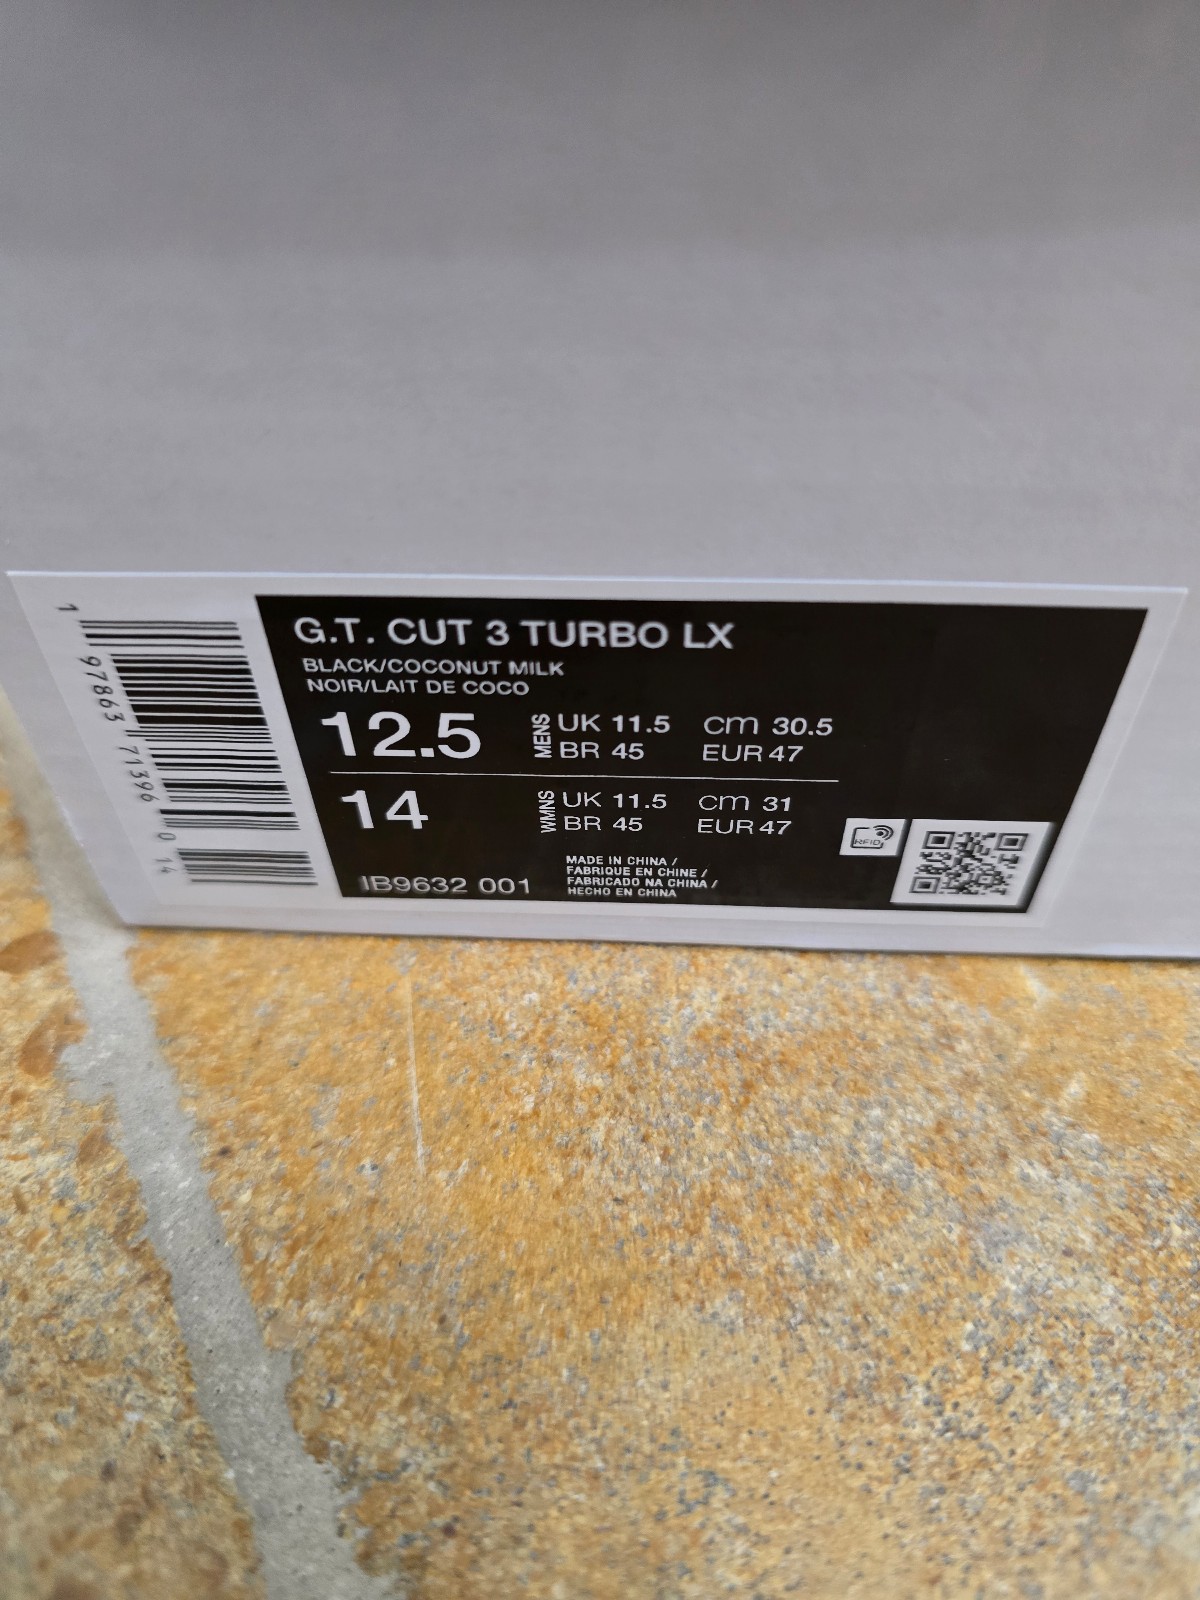 G.T. CUT 3 TURBO LX
BLACK/COCONUT MILK
NOIR/LAIT DE COCO
12.5 MENS UK 11.5 cm 30.5
BR 45 EUR 47
14 WMNS UK 11.5 cm 31
BR 45 EUR 47
IB9632 001
MADE IN CHINA /
FABRIQUE EN CHINE /
FABRICADO NA CHINA /
HECHO EN CHINA
RFID
1 97863 71396 0 14